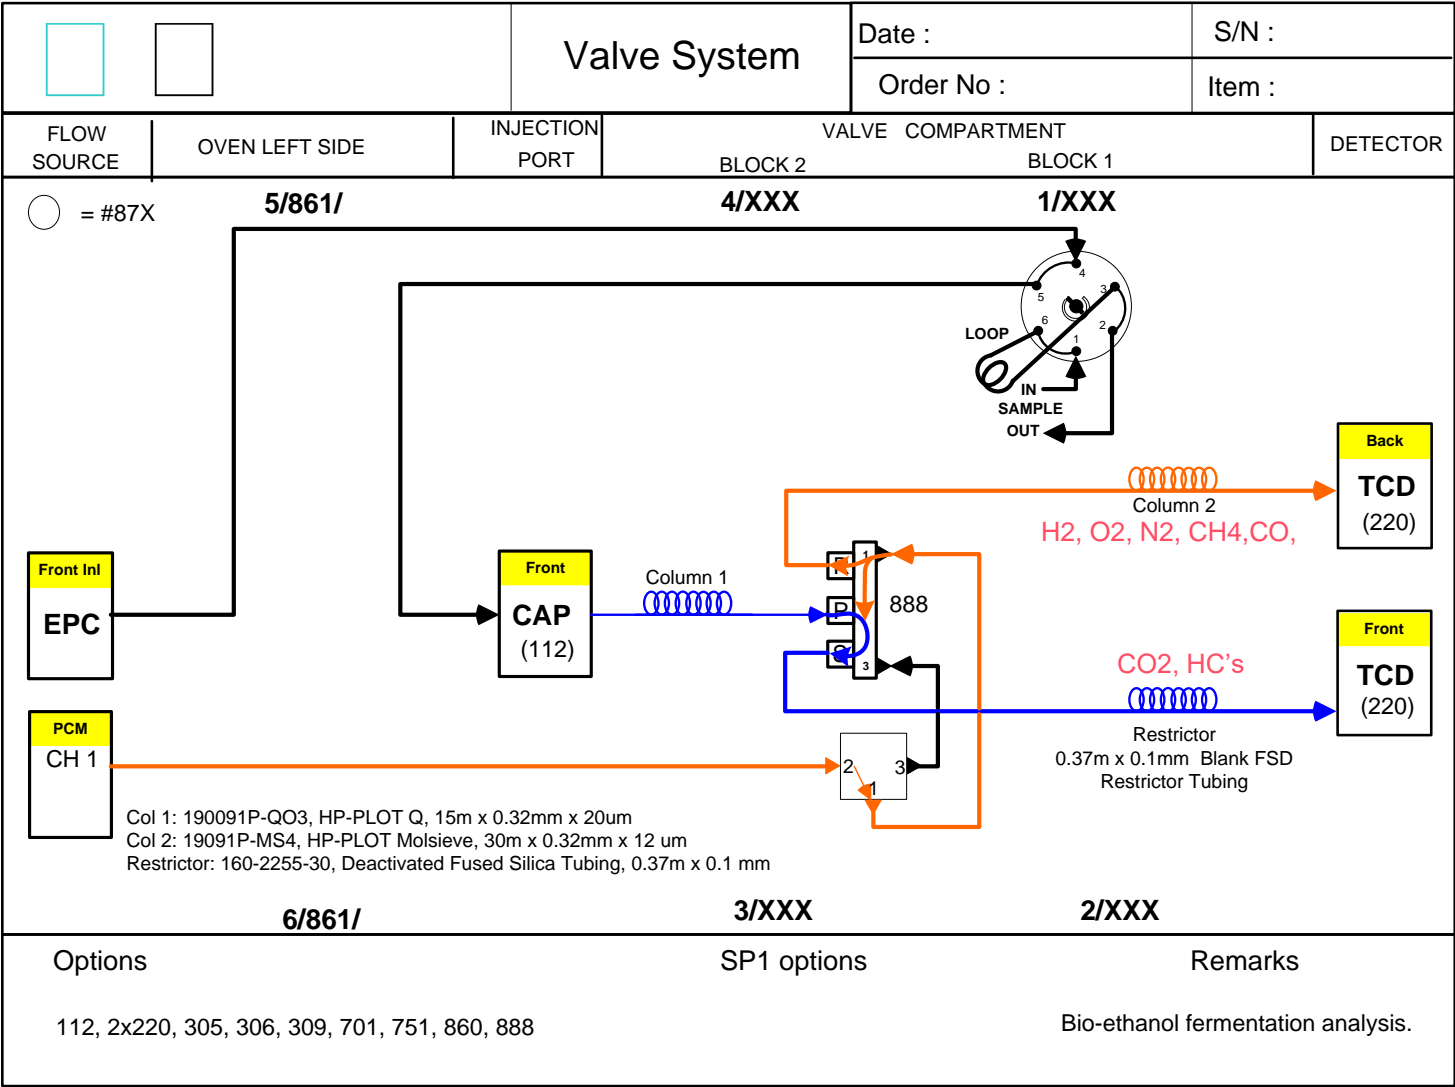 Valve System
Date :
S/N :
Order No :
Item :
FLOW
SOURCE
OVEN LEFT SIDE
INJECTION
PORT
VALVE COMPARTMENT
BLOCK 2
BLOCK 1
DETECTOR
= #87X
5/861/
4/XXX
1/XXX
4
5
3
6
2
1
LOOP
IN
SAMPLE
OUT
Back
TCD
(220)
Column 2
H2, O2, N2, CH4,CO,
Front Inl
EPC
Front
CAP
(112)
Column 1
R
1
P
888
S
3
Front
TCD
(220)
CO2, HC's
Restrictor
0.37m x 0.1mm Blank FSD
Restrictor Tubing
PCM
CH 1
2
3
1
Col 1: 190091P-QO3, HP-PLOT Q, 15m x 0.32mm x 20um
Col 2: 19091P-MS4, HP-PLOT Molsieve, 30m x 0.32mm x 12 um
Restrictor: 160-2255-30, Deactivated Fused Silica Tubing, 0.37m x 0.1 mm
6/861/
3/XXX
2/XXX
Options
SP1 options
Remarks
112, 2x220, 305, 306, 309, 701, 751, 860, 888
Bio-ethanol fermentation analysis.